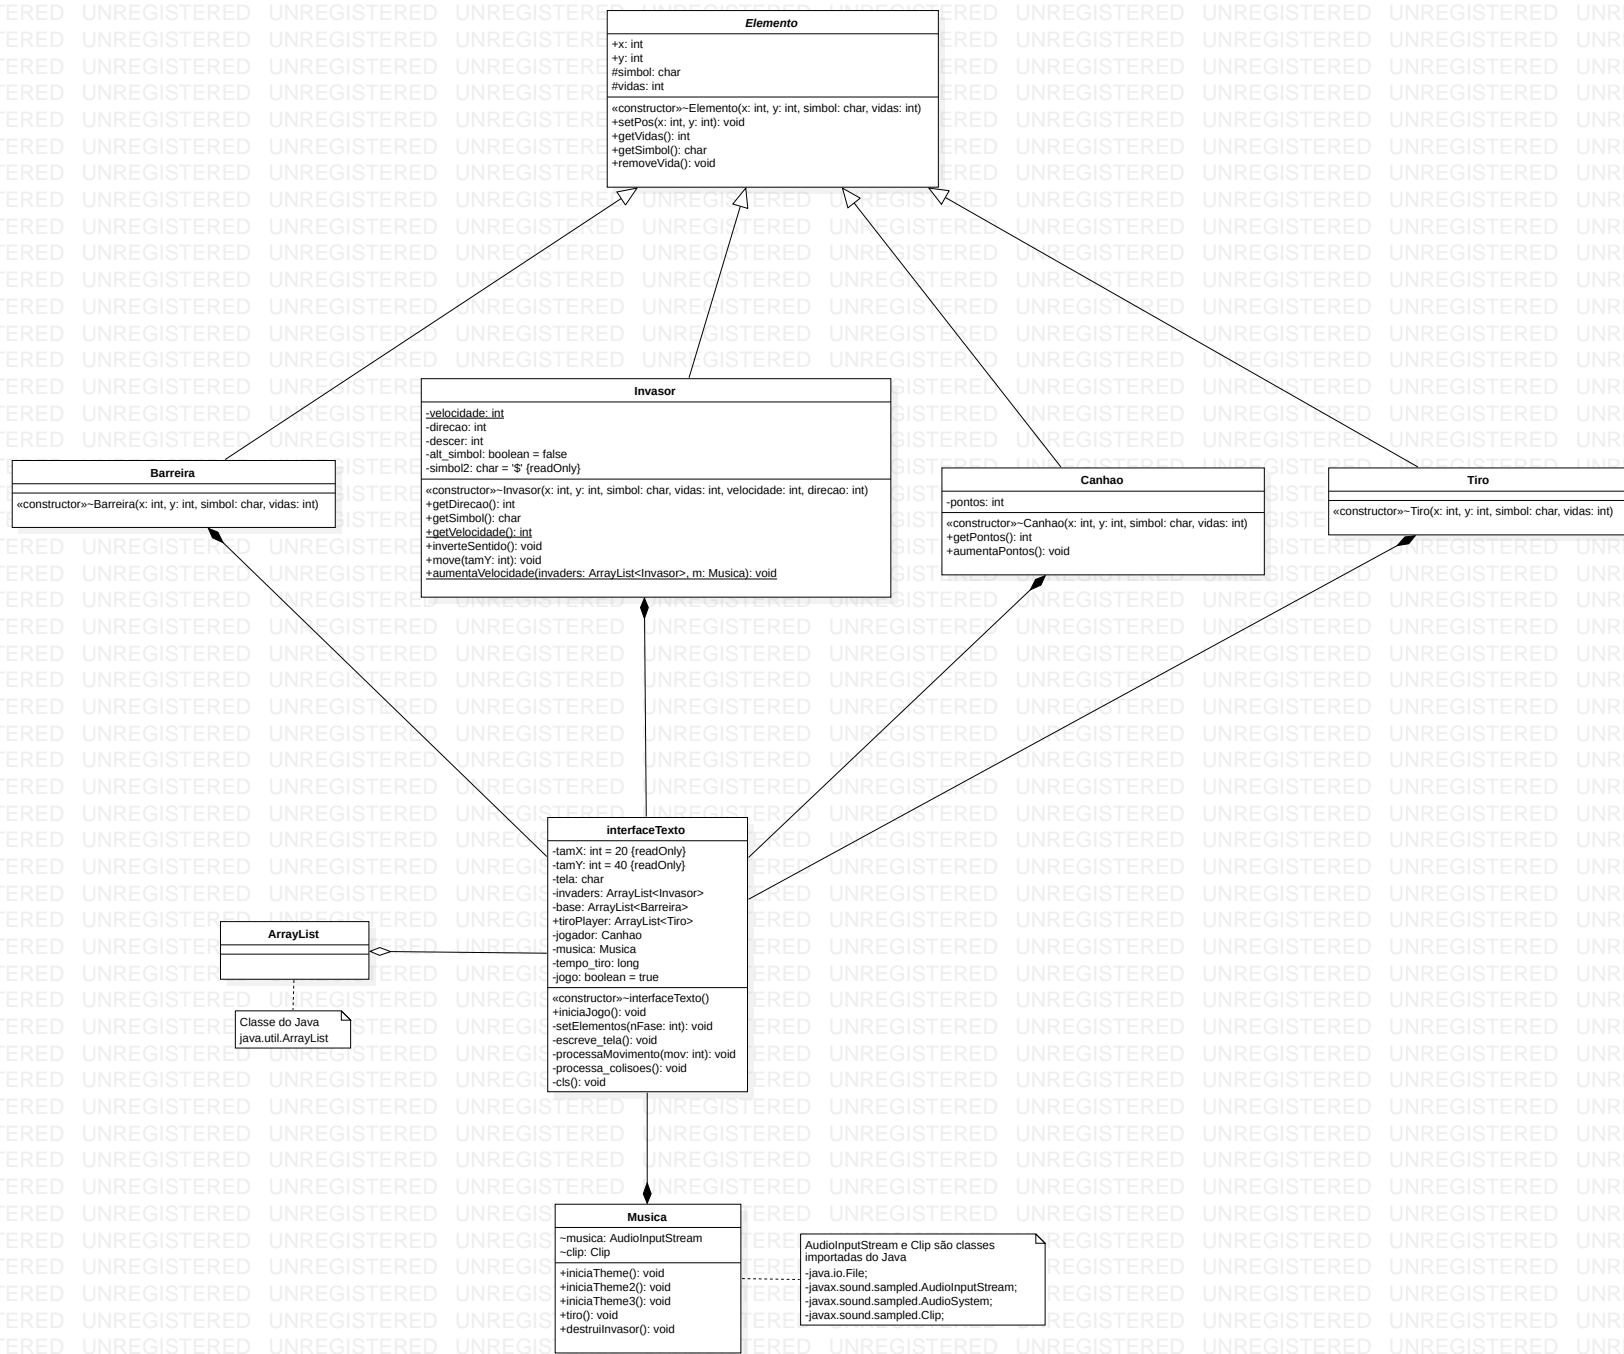 Elemento
+x: int
+y: int
#simbol: char
#vidas: int
«constructor»~Elemento(x: int, y: int, simbol: char, vidas: int)
+setPos(x: int, y: int): void
+getVidas(): int
+getSimbol(): char
+removeVida(): void
Invasor
-velocidade: int
-direcao: int
-descer: int
-alt_simbol: boolean = false
-simbol2: char = '$' {readOnly}
«constructor»~Invasor(x: int, y: int, simbol: char, vidas: int, velocidade: int, direcao: int)
+getDirecao(): int
+getSimbol(): char
+getVelocidade(): int
+inverteSentido(): void
+move(tamY: int): void
+aumentaVelocidade(invaders: ArrayList<Invasor>, m: Musica): void
Barreira
«constructor»~Barreira(x: int, y: int, simbol: char, vidas: int)
Canhao
-pontos: int
«constructor»~Canhao(x: int, y: int, simbol: char, vidas: int)
+getPontos(): int
+aumentaPontos(): void
Tiro
«constructor»~Tiro(x: int, y: int, simbol: char, vidas: int)
interfaceTexto
-tamX: int = 20 {readOnly}
-tamY: int = 40 {readOnly}
-tela: char
-invaders: ArrayList<Invasor>
-base: ArrayList<Barreira>
+tiroPlayer: ArrayList<Tiro>
-jogador: Canhao
-musica: Musica
-tempo_tiro: long
-jogo: boolean = true
«constructor»~interfaceTexto()
+iniciaJogo(): void
-setElementos(nFase: int): void
-escreve_tela(): void
-processaMovimento(mov: int): void
-processa_colisoes(): void
-cls(): void
ArrayList
Classe do Java
java.util.ArrayList
Musica
~musica: AudioInputStream
~clip: Clip
+iniciaTheme(): void
+iniciaTheme2(): void
+iniciaTheme3(): void
+tiro(): void
+destruiInvasor(): void
AudioInputStream e Clip são classes
importadas do Java
-java.io.File;
-javax.sound.sampled.AudioInputStream;
-javax.sound.sampled.AudioSystem;
-javax.sound.sampled.Clip;